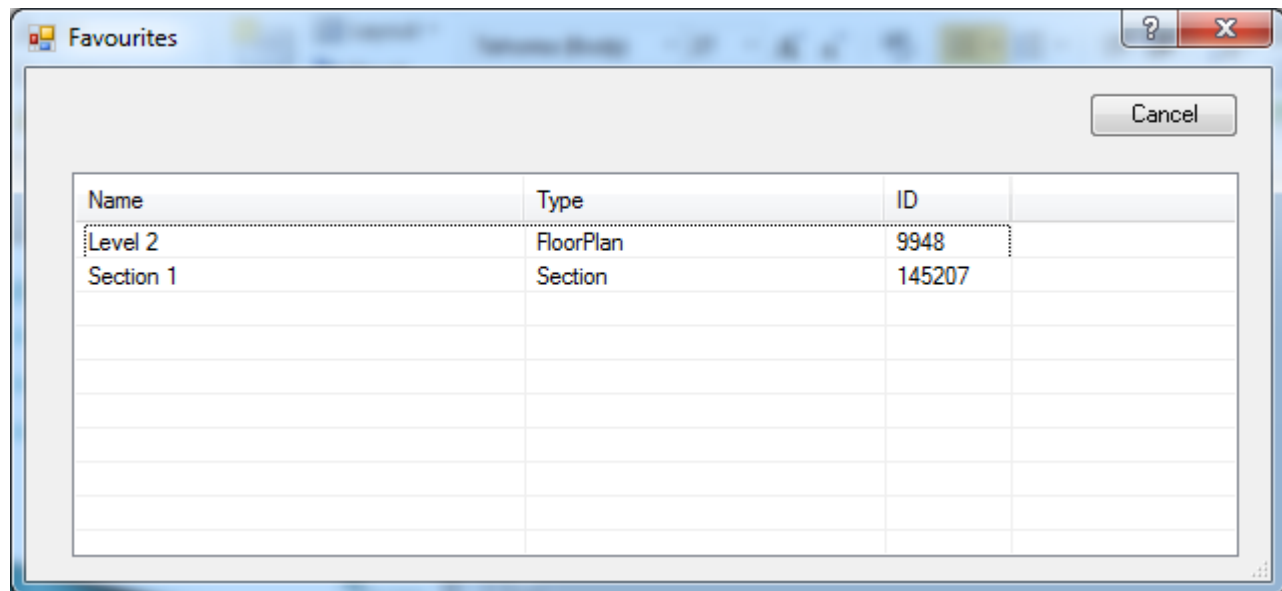 Favourites
Cancel
Name Type ID
Level 2 FloorPlan 9948
Section 1 Section 145207